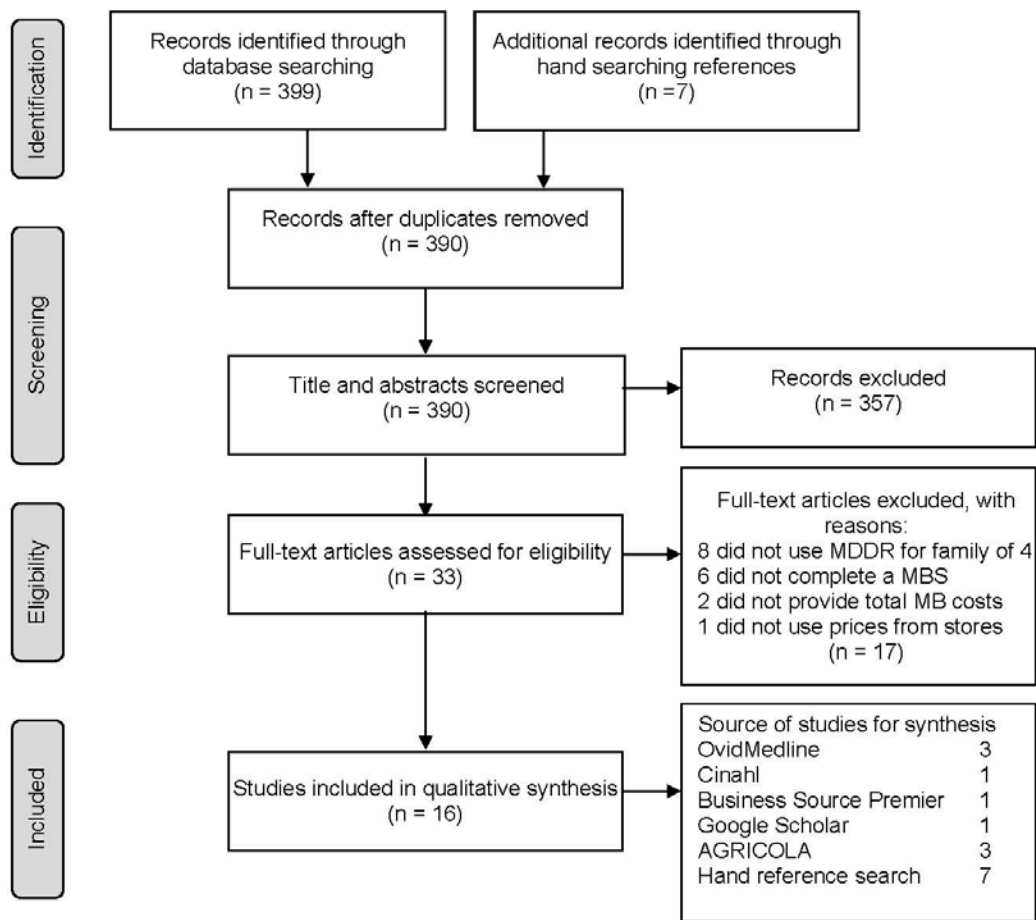 Identification
Records identified through
database searching
(n = 399)
Additional records identified through
hand searching references
(n =7)
Screening
Records after duplicates removed
(n = 390)
Title and abstracts screened
(n = 390)
Records excluded
(n = 357)
Eligibility
Full-text articles assessed for eligibility
(n = 33)
Full-text articles excluded, with
reasons:
8 did not use MDDR for family of 4
6 did not complete a MBS
2 did not provide total MB costs
1 did not use prices from stores
(n = 17)
Included
Studies included in qualitative synthesis
(n = 16)
Source of studies for synthesis
OvidMedline 3
Cinahl 1
Business Source Premier 1
Google Scholar 1
AGRICOLA 3
Hand reference search 7